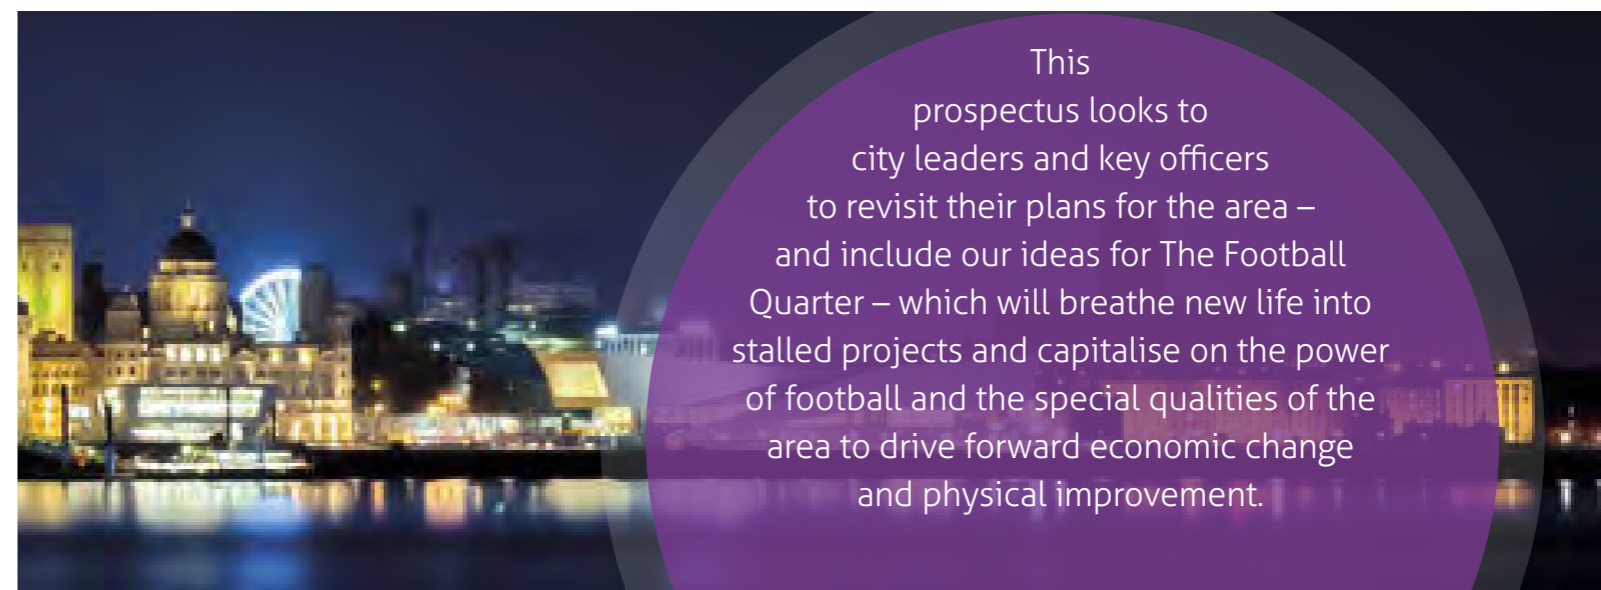 This
prospectus looks to
city leaders and key officers
to revisit their plans for the area –
and include our ideas for The Football
Quarter – which will breathe new life into
stalled projects and capitalise on the power
of football and the special qualities of the
area to drive forward economic change
and physical improvement.